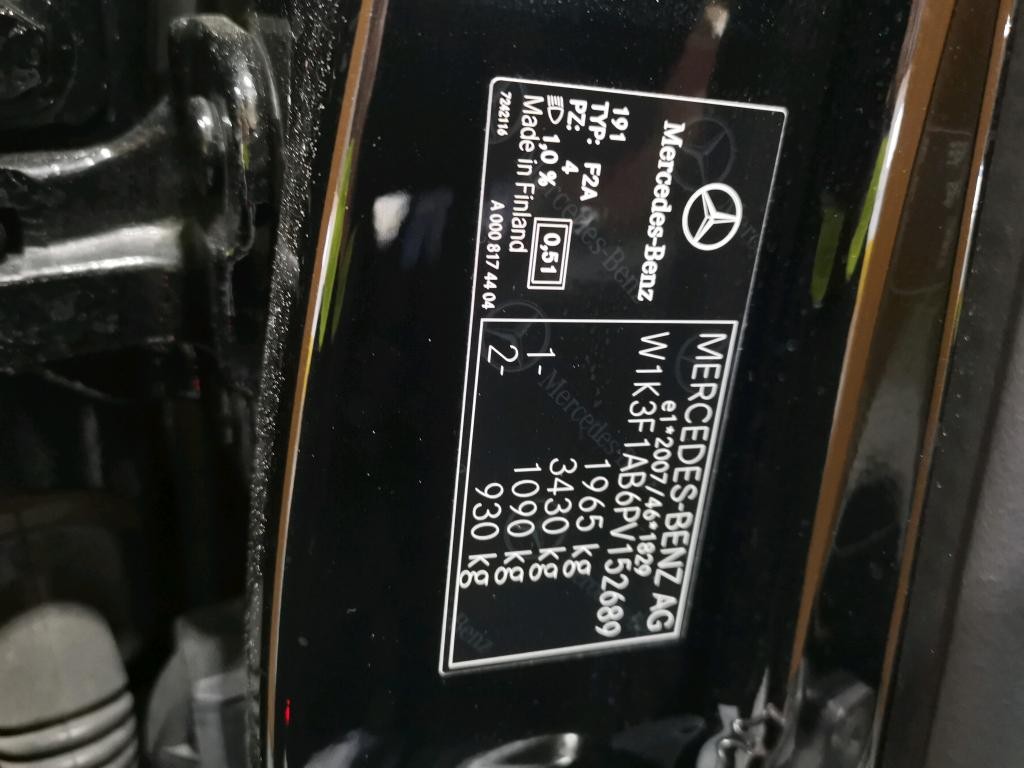 Mercedes-Benz
191
TYP: F2A
PZ: 4
1,0 % 0,51
Made in Finland
7242116 A 000 817 44 04
MERCEDES-BENZ AG
e1*2007/46*1829
W1K3F1AB6PV152689
1965 kg
3430 kg
1- 1090 kg
2- 930 kg